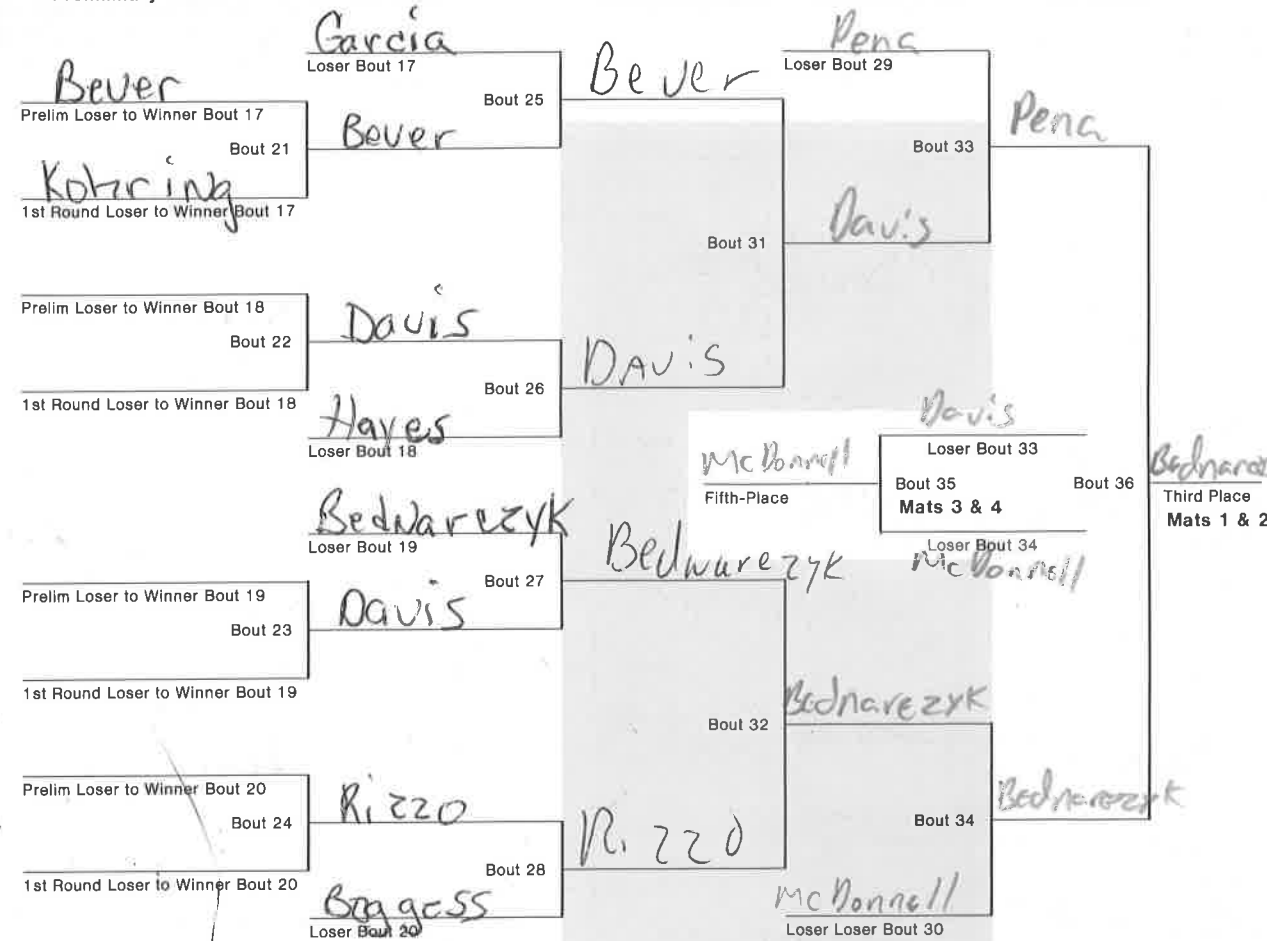 Garcia
Loser Bout 17
Bever
Prelim Loser to Winner Bout 17
Bout 21
Bever
Kohring
1st Round Loser to Winner Bout 17
Bout 25
Bever
Pena
Loser Bout 29
Bout 33
Pena
Bout 31
Davis
Prelim Loser to Winner Bout 18
Bout 22
Davis
1st Round Loser to Winner Bout 18
Bout 26
DAVIS
Hayes
Loser Bout 18
Davis
Loser Bout 33
McDonnell
Fifth-Place
Bout 35
Mats 3 & 4
Bout 36
Third Place
Mats 1 & 2
Loser Bout 34
McDonnell
Bednarczyk
Loser Bout 19
Prelim Loser to Winner Bout 19
Bout 23
Davis
1st Round Loser to Winner Bout 19
Bout 27
Bednarczyk
Bout 32
Bednarczyk
Prelim Loser to Winner Bout 20
Bout 24
Rizzo
1st Round Loser to Winner Bout 20
Bout 28
Rizzo
Boggess
Loser Bout 20
Bout 34
Bednarczyk
McDonnell
Loser Loser Bout 30